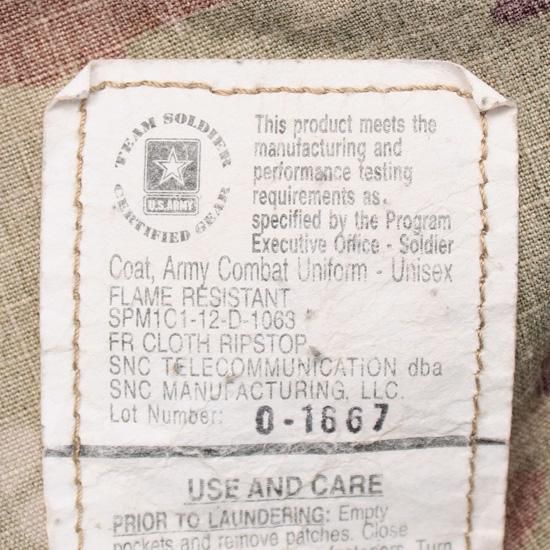 TEAM SOLDIER
U.S. ARMY
CERTIFIED GEAR
This product meets the
manufacturing and
performance testing
requirements as
specified by the Program
Executive Office - Soldier
Coat, Army Combat Uniform - Unisex
FLAME RESISTANT
SPM1C1-12-D-1063
FR CLOTH RIPSTOP
SNC TELECOMMUNICATION dba
SNC MANUFACTURING, LLC.
Lot Number: 0-1667
USE AND CARE
PRIOR TO LAUNDERING: Empty
pockets and remove patches. Close
Turn